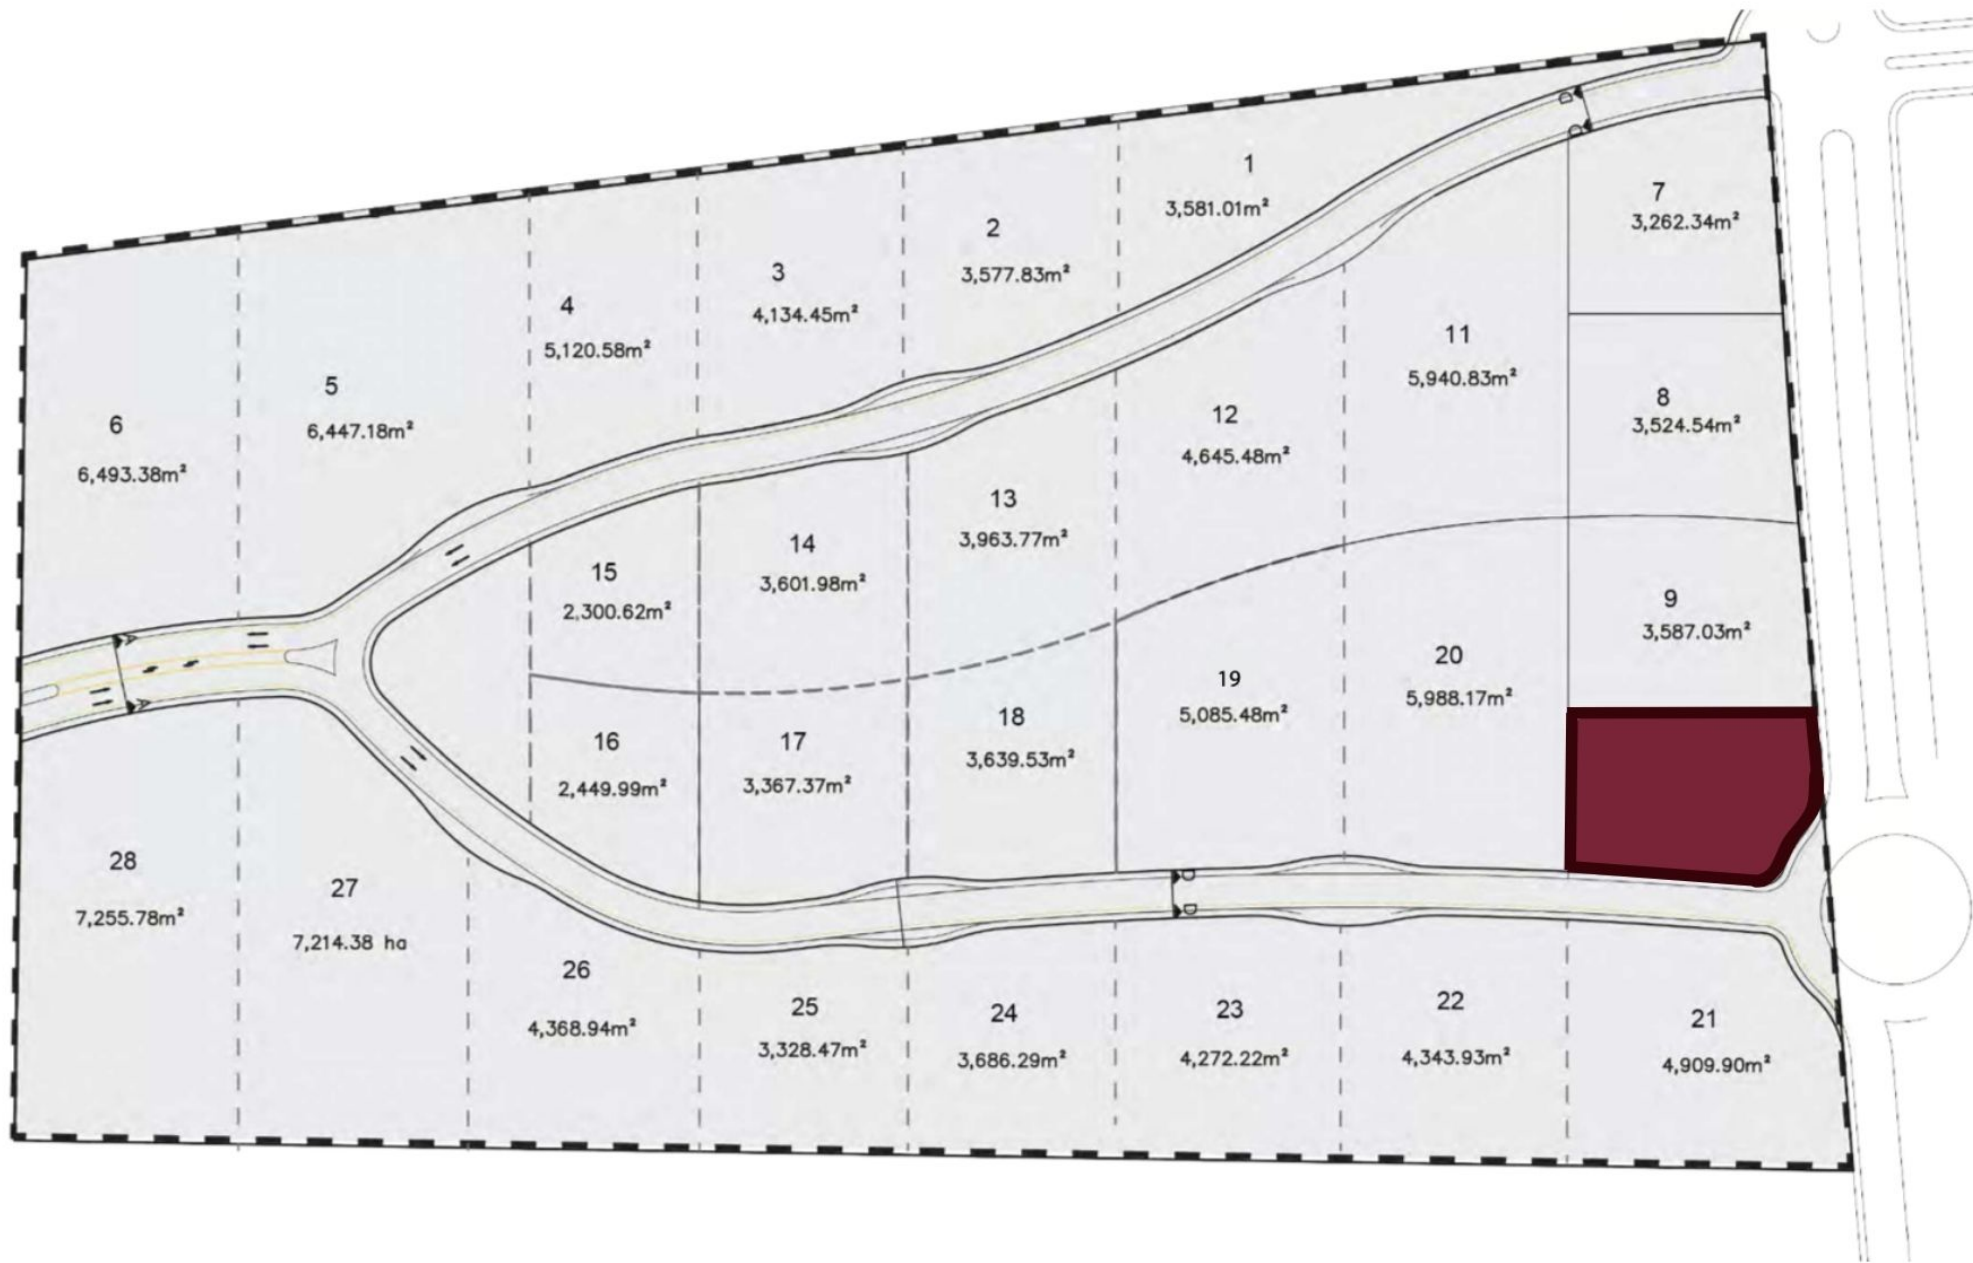 1
3,581.01m²
2
3,577.83m²
3
4,134.45m²
4
5,120.58m²
5
6,447.18m²
6
6,493.38m²
7
3,262.34m²
8
3,524.54m²
9
3,587.03m²
11
5,940.83m²
12
4,645.48m²
13
3,963.77m²
14
3,601.98m²
15
2,300.62m²
16
2,449.99m²
17
3,367.37m²
18
3,639.53m²
19
5,085.48m²
20
5,988.17m²
21
4,909.90m²
22
4,343.93m²
23
4,272.22m²
24
3,686.29m²
25
3,328.47m²
26
4,368.94m²
27
7,214.38 ha
28
7,255.78m²